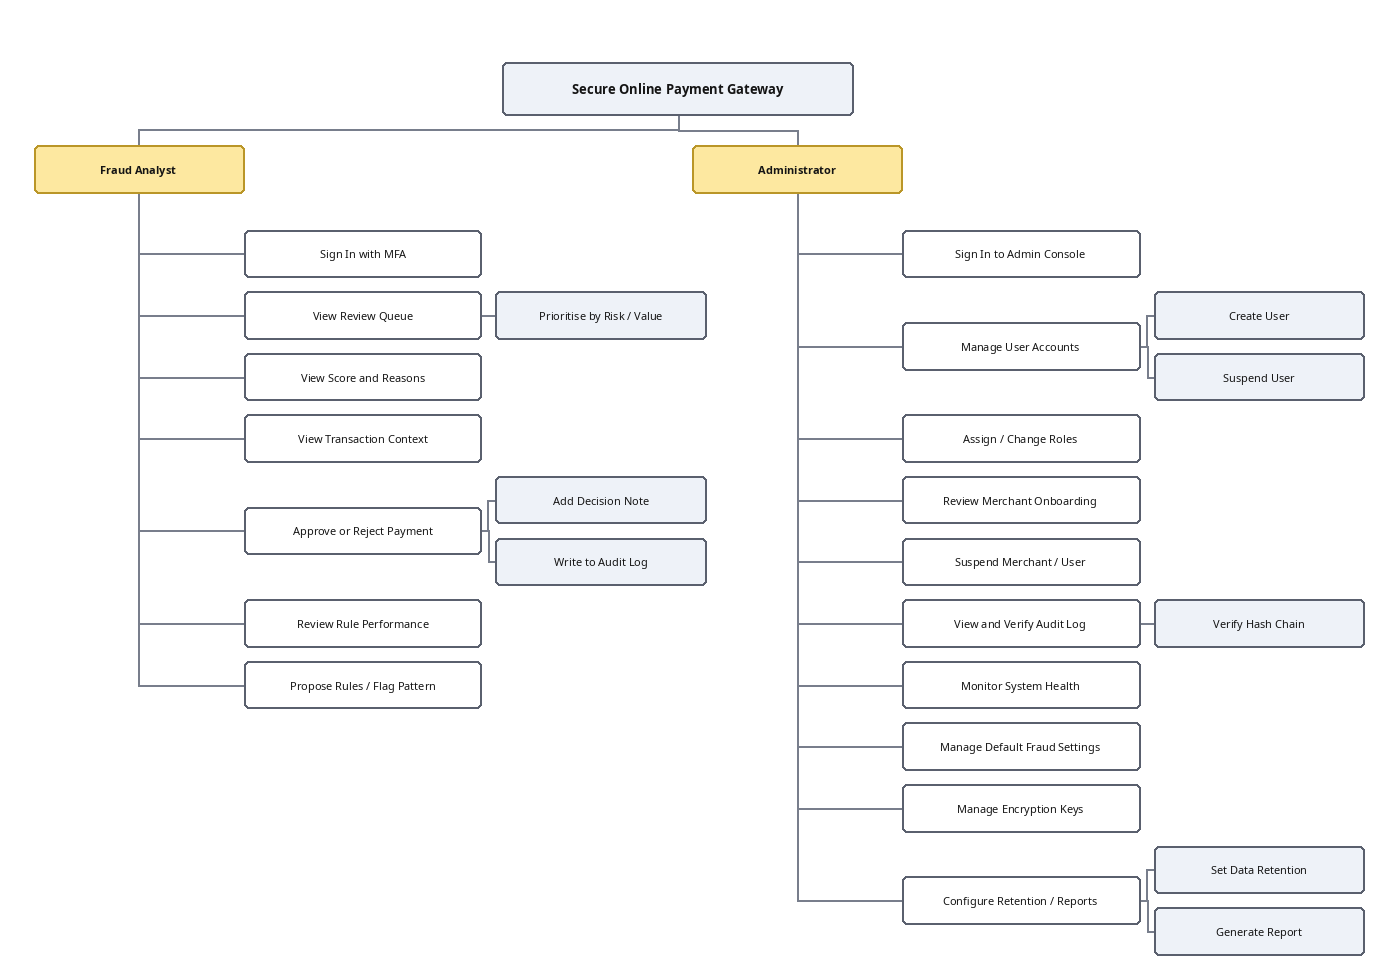 Secure Online Payment Gateway
Fraud Analyst
Sign In with MFA
View Review Queue
Prioritise by Risk / Value
View Score and Reasons
View Transaction Context
Approve or Reject Payment
Add Decision Note
Write to Audit Log
Review Rule Performance
Propose Rules / Flag Pattern
Administrator
Sign In to Admin Console
Manage User Accounts
Create User
Suspend User
Assign / Change Roles
Review Merchant Onboarding
Suspend Merchant / User
View and Verify Audit Log
Verify Hash Chain
Monitor System Health
Manage Default Fraud Settings
Manage Encryption Keys
Configure Retention / Reports
Set Data Retention
Generate Report